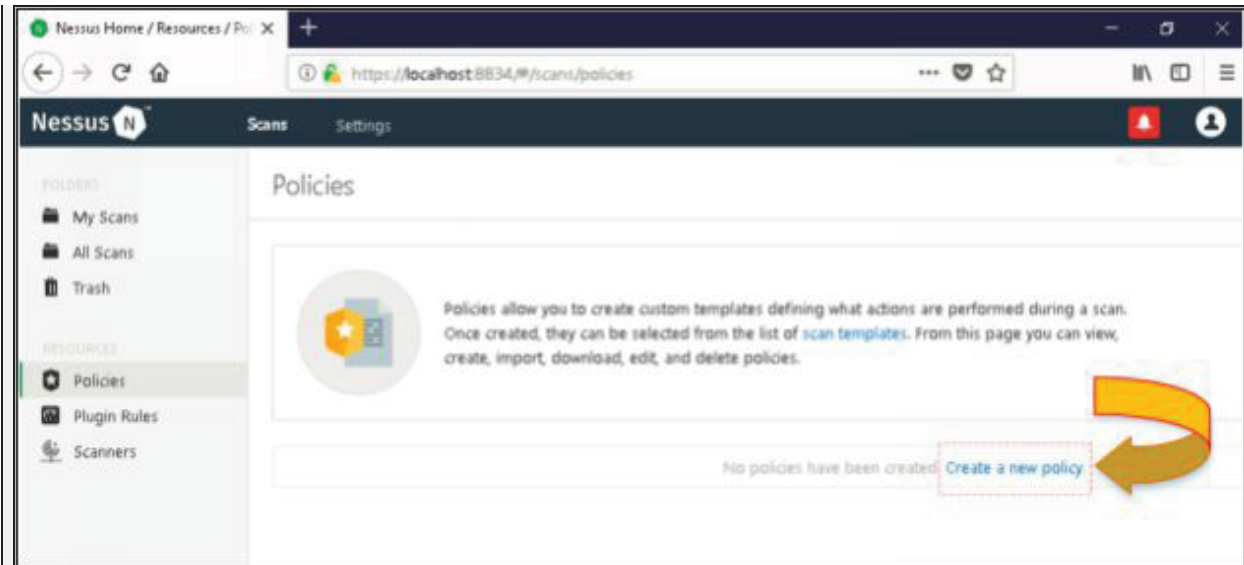 Nessus Home / Resources / Pol
https://localhost:8834/#/scans/policies
Nessus N
Scans Settings
FOLDERS
My Scans
All Scans
Trash
RESOURCES
Policies
Plugin Rules
Scanners
Policies
Policies allow you to create custom templates defining what actions are performed during a scan.
Once created, they can be selected from the list of scan templates. From this page you can view,
create, import, download, edit, and delete policies.
No policies have been created. Create a new policy